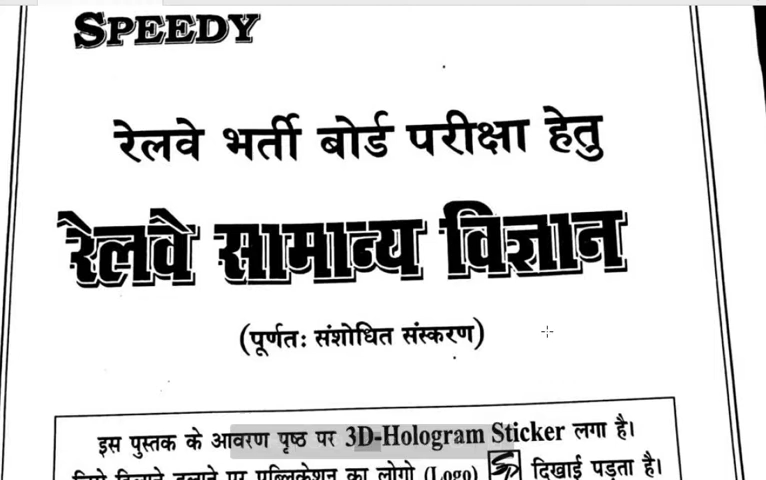 SPEEDY
रेलवे भर्ती बोर्ड परीक्षा हेतु
रेलवे सामान्य विज्ञान
(पूर्णतः संशोधित संस्करण)
इस पुस्तक के आवरण पृष्ठ पर 3D-Hologram Sticker लगा है।
हिलाने डुलाने पर पब्लिकेशन का लोगो (Logo) दिखाई पड़ता है।